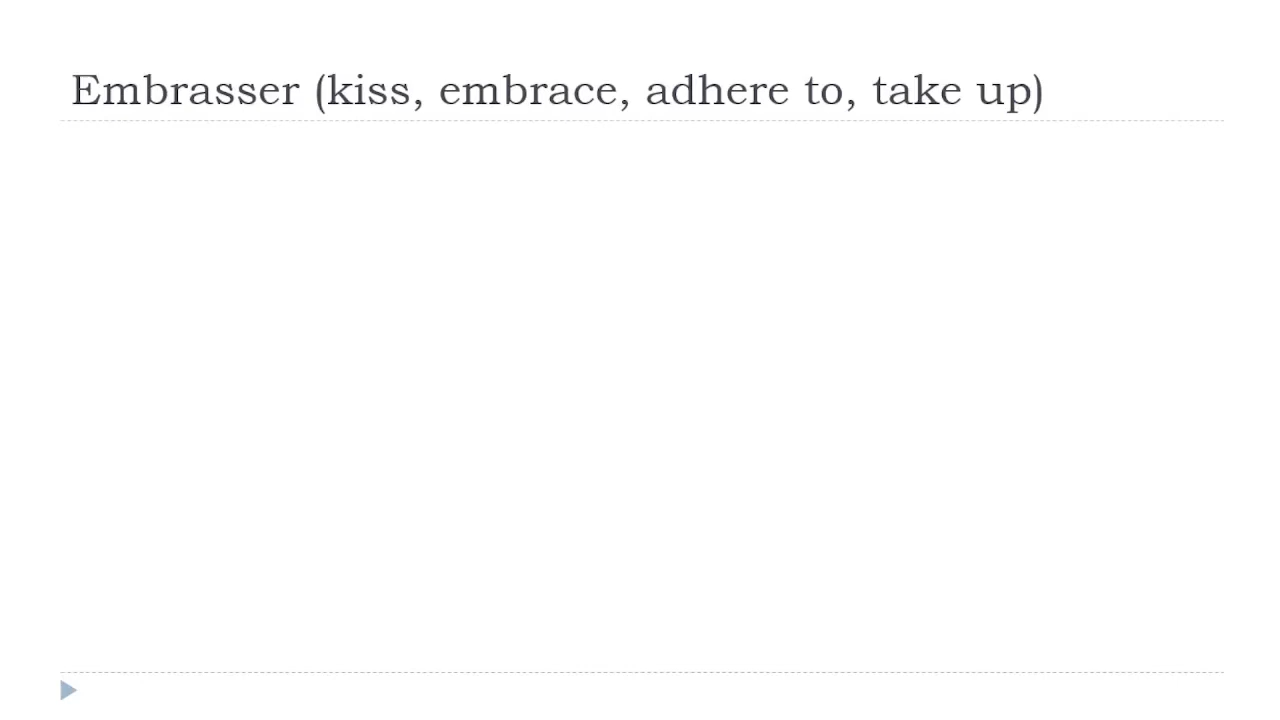 Embrasser (kiss, embrace, adhere to, take up)